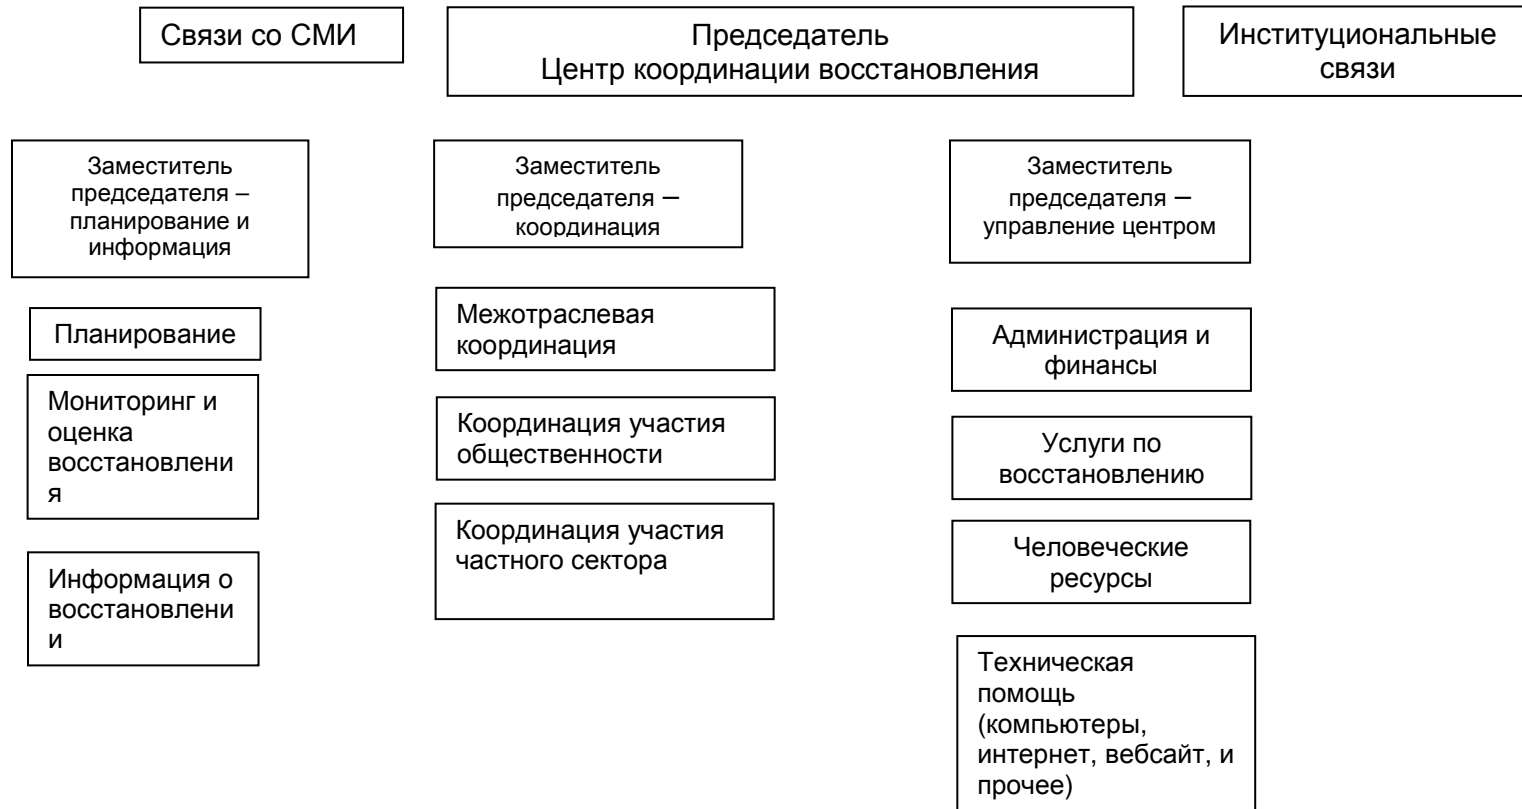 Связи со СМИ
Председатель
Центр координации восстановления
Институциональные
связи
Заместитель
председателя –
планирование и
информация
Заместитель
председателя –
координация
Заместитель
председателя –
управление центром
Планирование
Мониторинг и
оценка
восстановлени
я
Информация о
восстановлени
и
Межотраслевая
координация
Координация участия
общественности
Координация участия
частного сектора
Администрация и
финансы
Услуги по
восстановлению
Человеческие
ресурсы
Техническая
помощь
(компьютеры,
интернет, вебсайт, и
прочее)